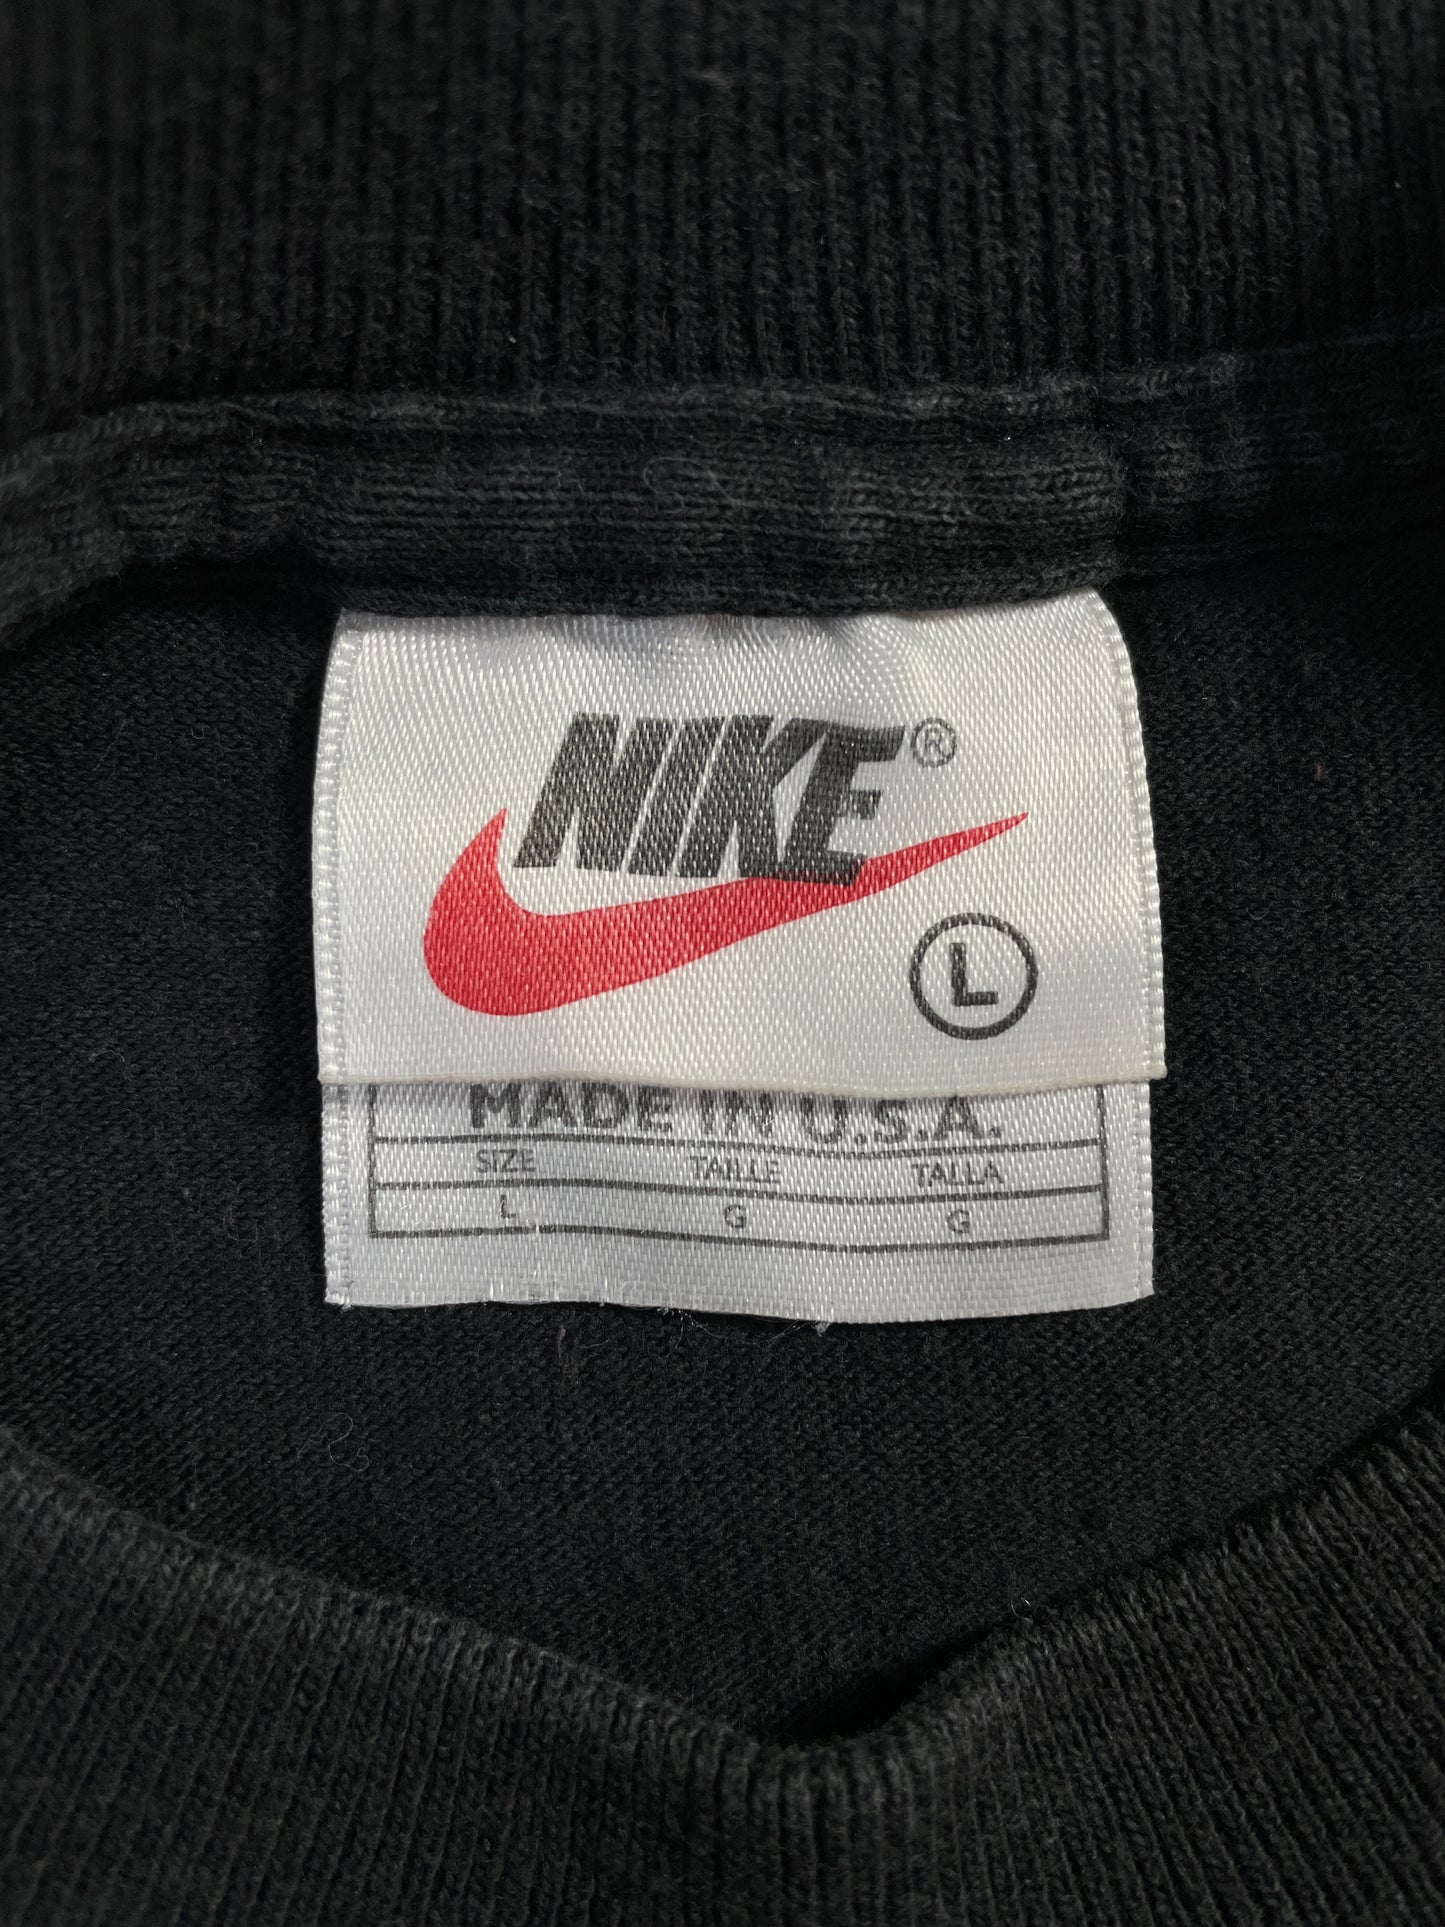 NIKE®
L
MADE IN U.S.A.
SIZE TAILLE TALLA
L G G